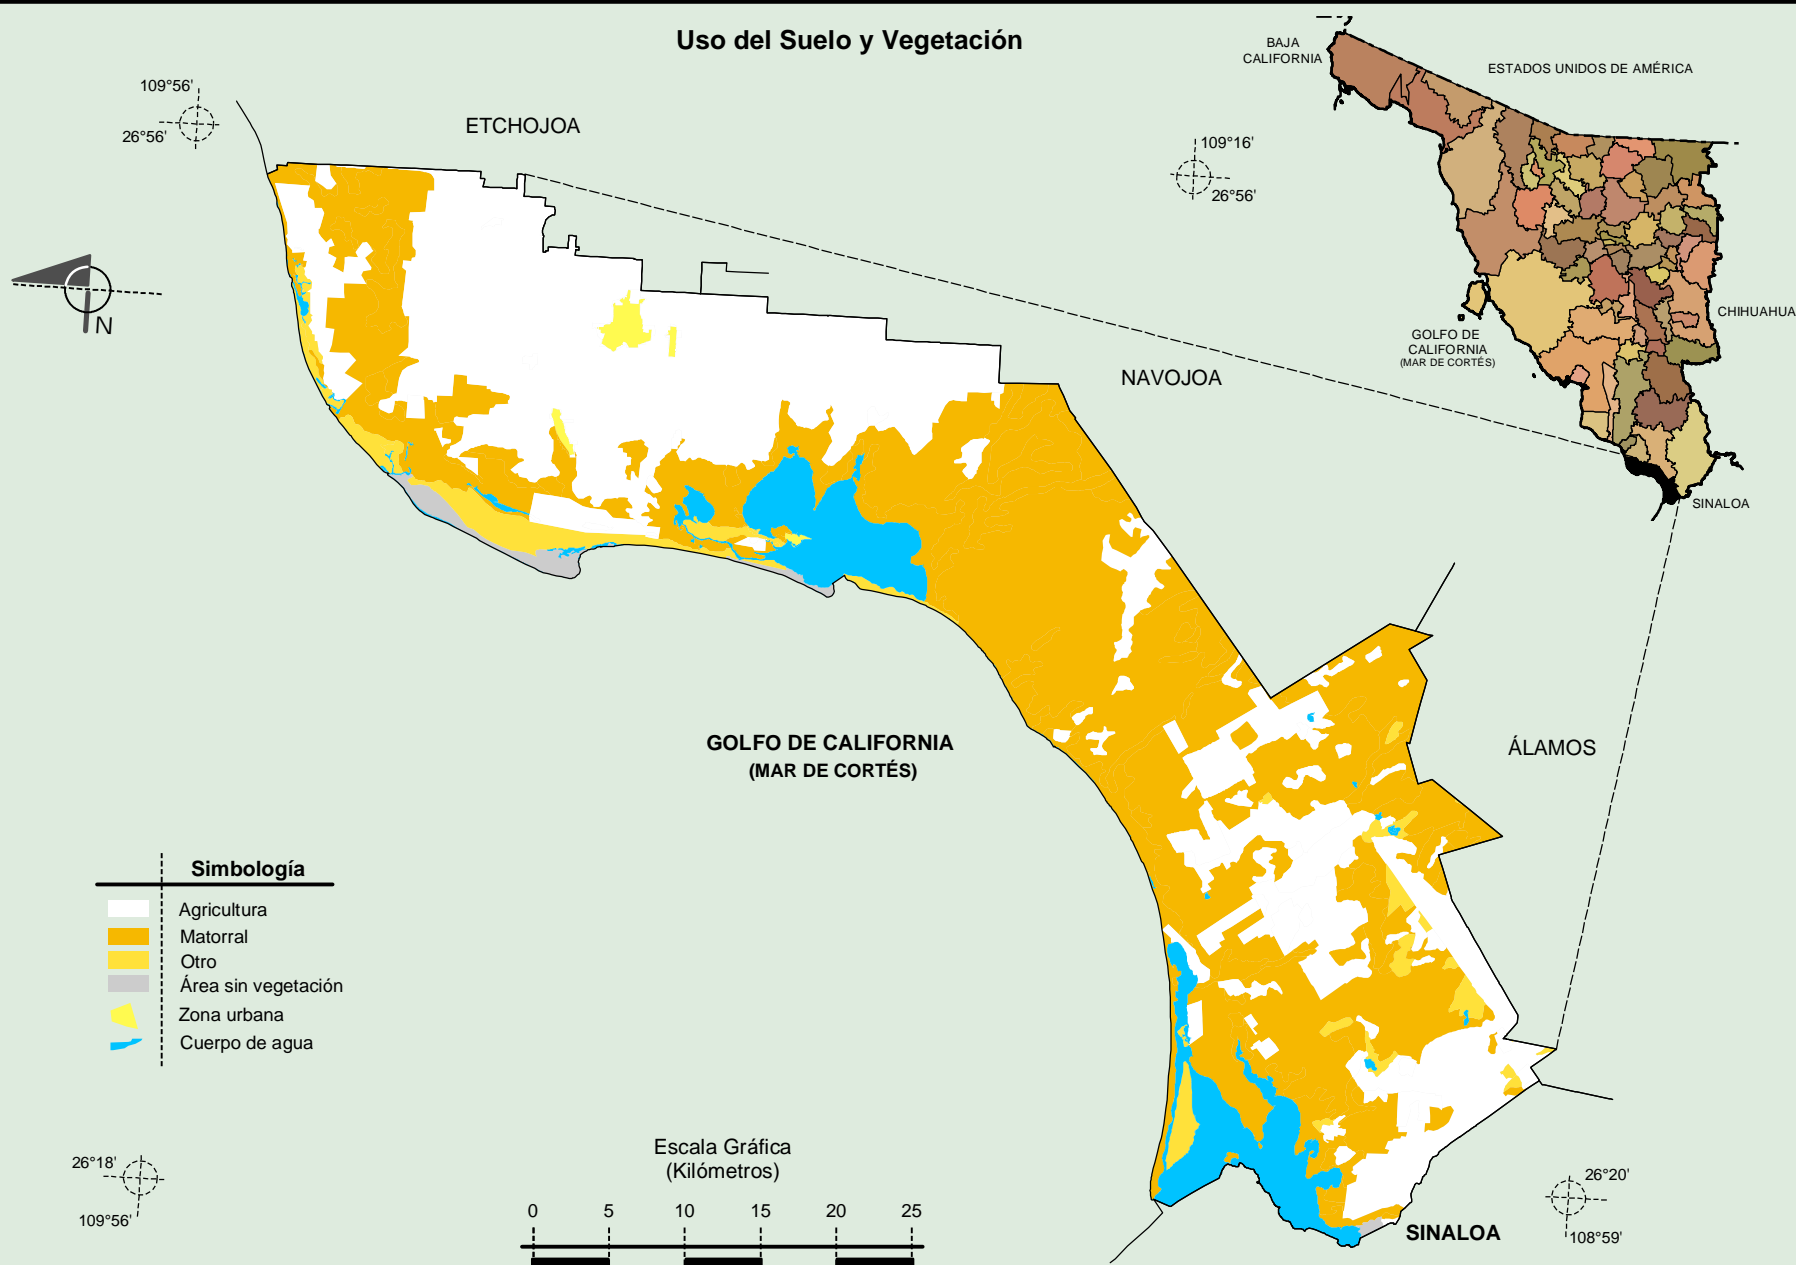 Uso del Suelo y Vegetación
BAJA
CALIFORNIA
ESTADOS UNIDOS DE AMÉRICA
109°56'
26°56'
ETCHOJOA
109°16'
26°56'
N
CHIHUAHUA
GOLFO DE
CALIFORNIA
(MAR DE CORTÉS)
NAVOJOA
SINALOA
GOLFO DE CALIFORNIA
(MAR DE CORTÉS)
ÁLAMOS
Simbología
Agricultura
Matorral
Otro
Área sin vegetación
Zona urbana
Cuerpo de agua
26°18'
109°56'
Escala Gráfica
(Kilómetros)
0 5 10 15 20 25
26°20'
108°59'
SINALOA